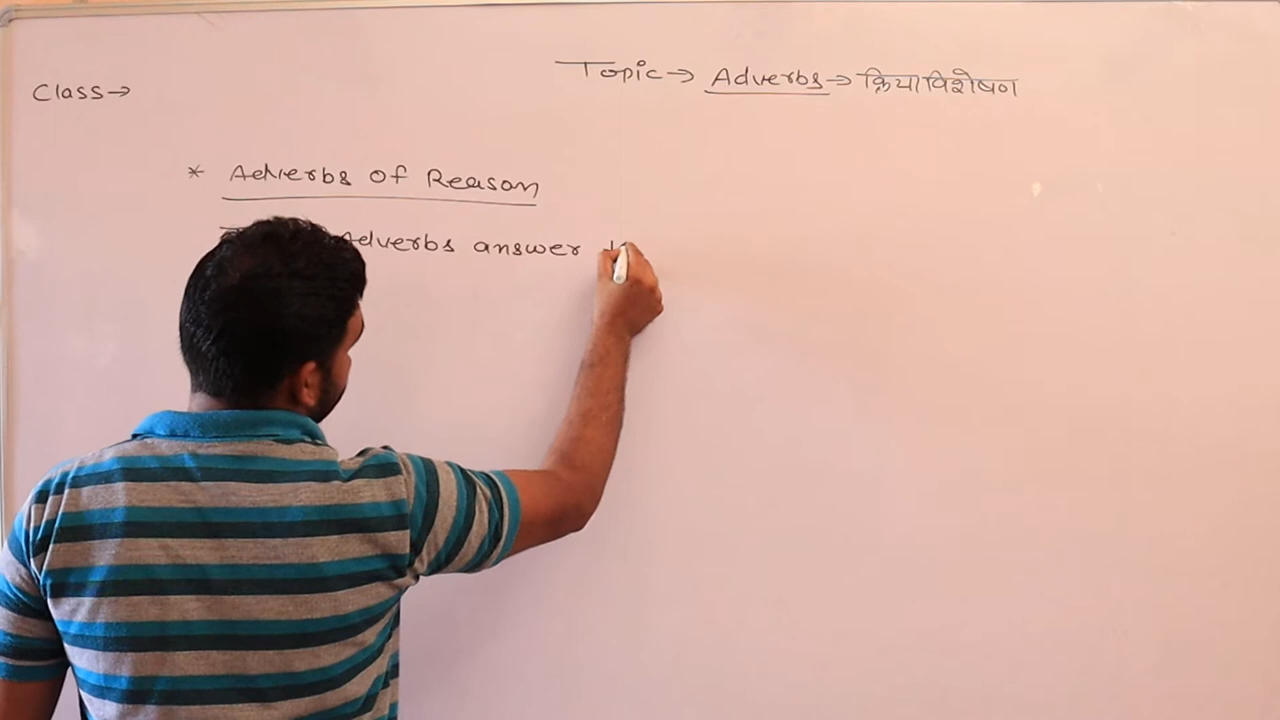 Topic → Adverbs → क्रियाविशेषण
Class →
* Adverbs of Reason
Adverbs answer